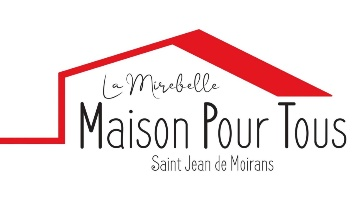 La Mirebelle
Maison Pour Tous
Saint Jean de Moirans